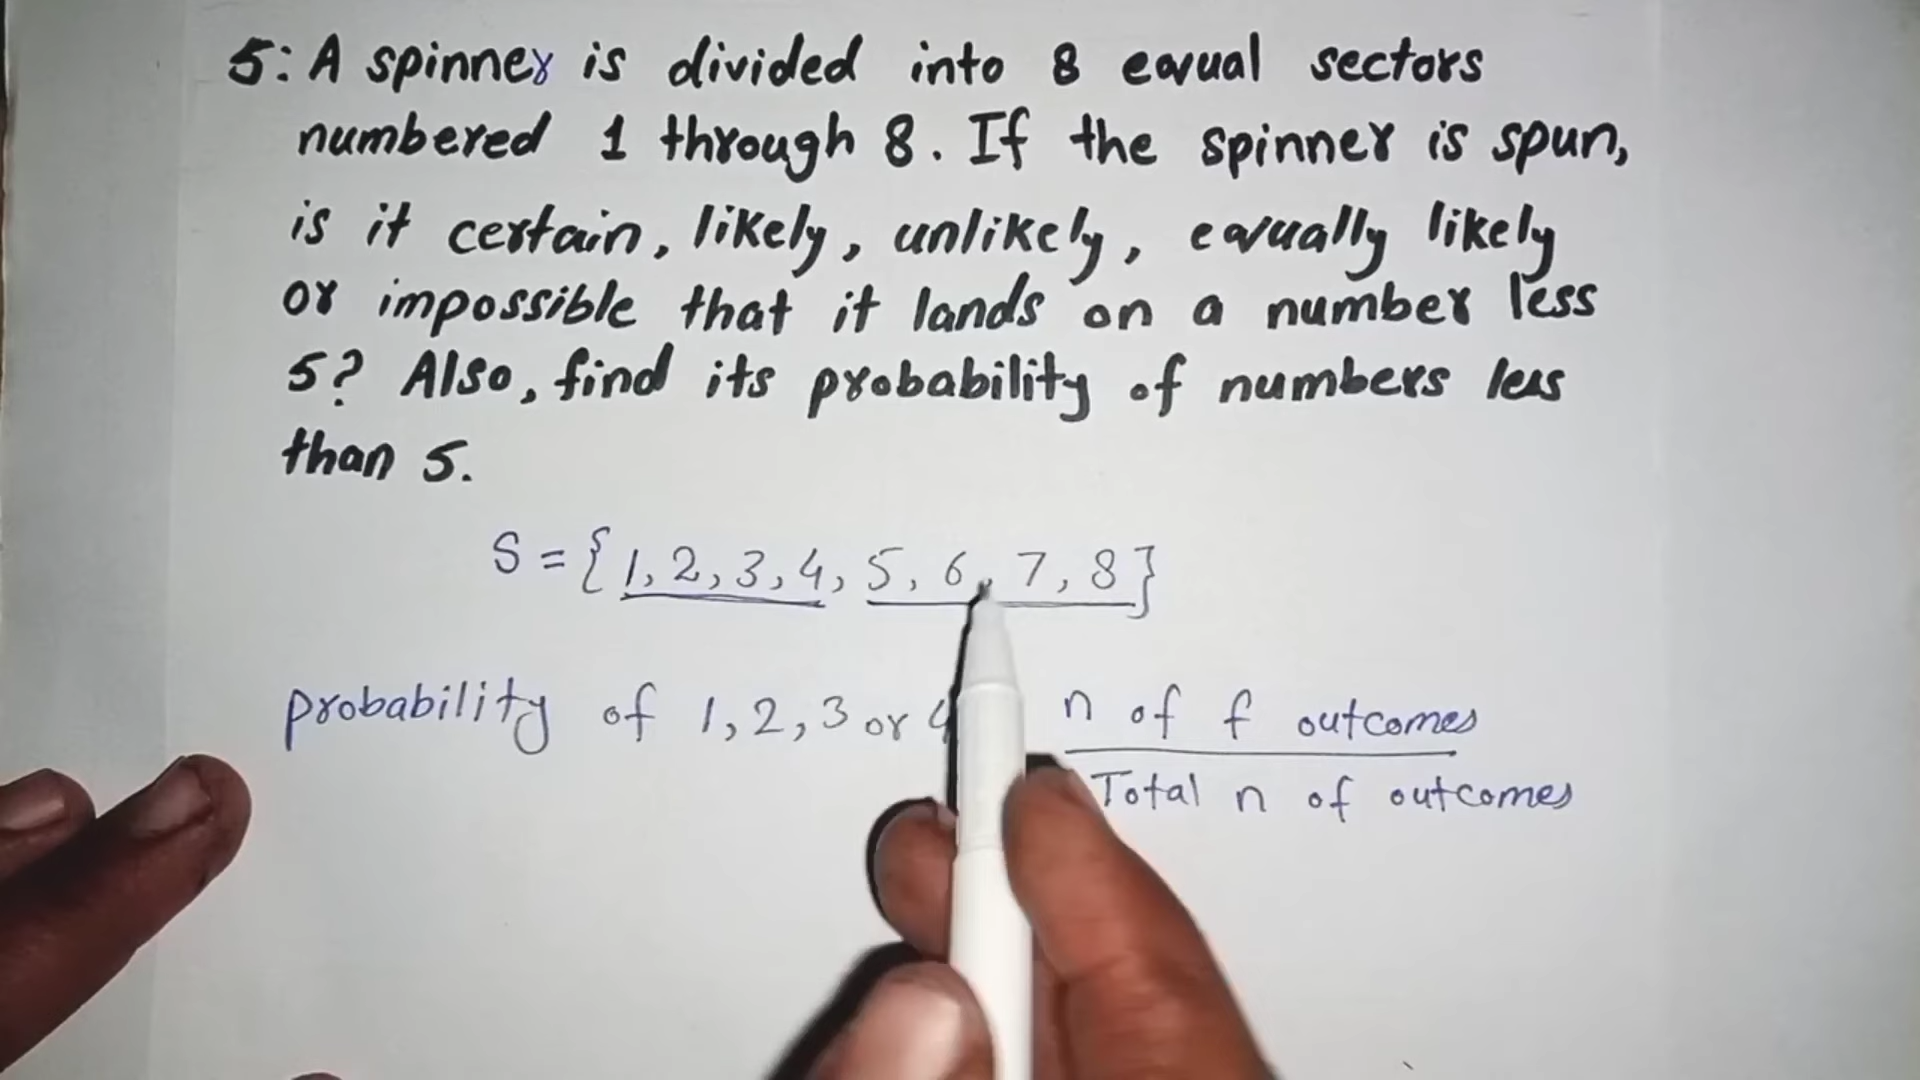 5: A spinner is divided into 8 equal sectors
numbered 1 through 8. If the spinner is spun,
is it certain, likely, unlikely, equally likely
or impossible that it lands on a number less
5? Also, find its probability of numbers less
than 5.
S = {1, 2, 3, 4, 5, 6, 7, 8}
probability of 1, 2, 3 or 4 n of f outcomes
Total n of outcomes